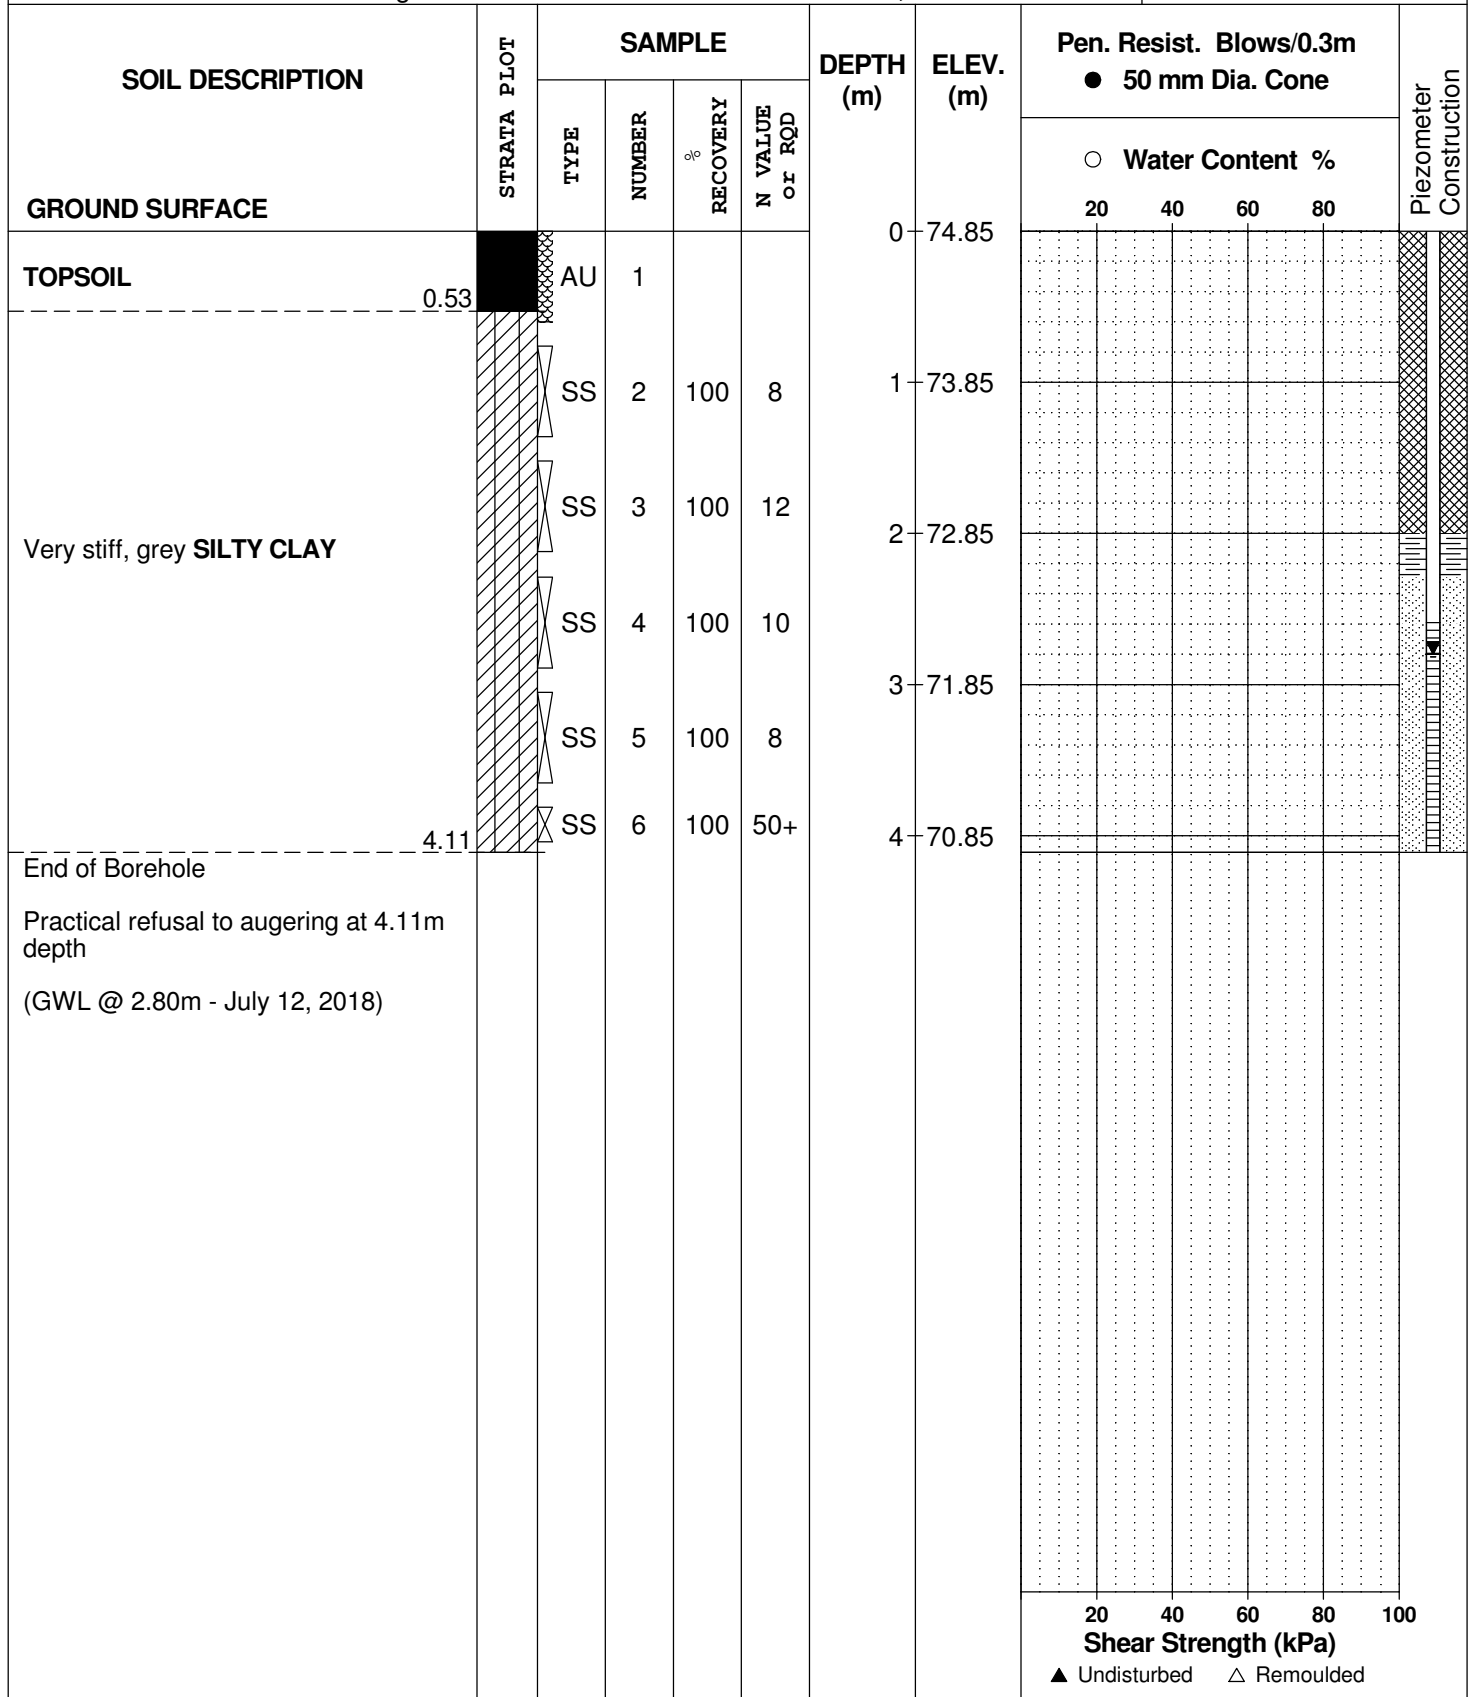 SOIL DESCRIPTION
GROUND SURFACE
STRATA PLOT
SAMPLE
TYPE
NUMBER
%
RECOVERY
N VALUE
or RQD
DEPTH
(m)
ELEV.
(m)
Pen. Resist. Blows/0.3m
● 50 mm Dia. Cone
○ Water Content %
20 40 60 80
Piezometer
Construction
0 74.85
TOPSOIL
0.53
AU 1
SS 2 100 8
1 73.85
SS 3 100 12
2 72.85
Very stiff, grey SILTY CLAY
SS 4 100 10
3 71.85
SS 5 100 8
SS 6 100 50+
4 70.85
4.11
End of Borehole
Practical refusal to augering at 4.11m
depth
(GWL @ 2.80m - July 12, 2018)
20 40 60 80 100
Shear Strength (kPa)
▲ Undisturbed △ Remoulded